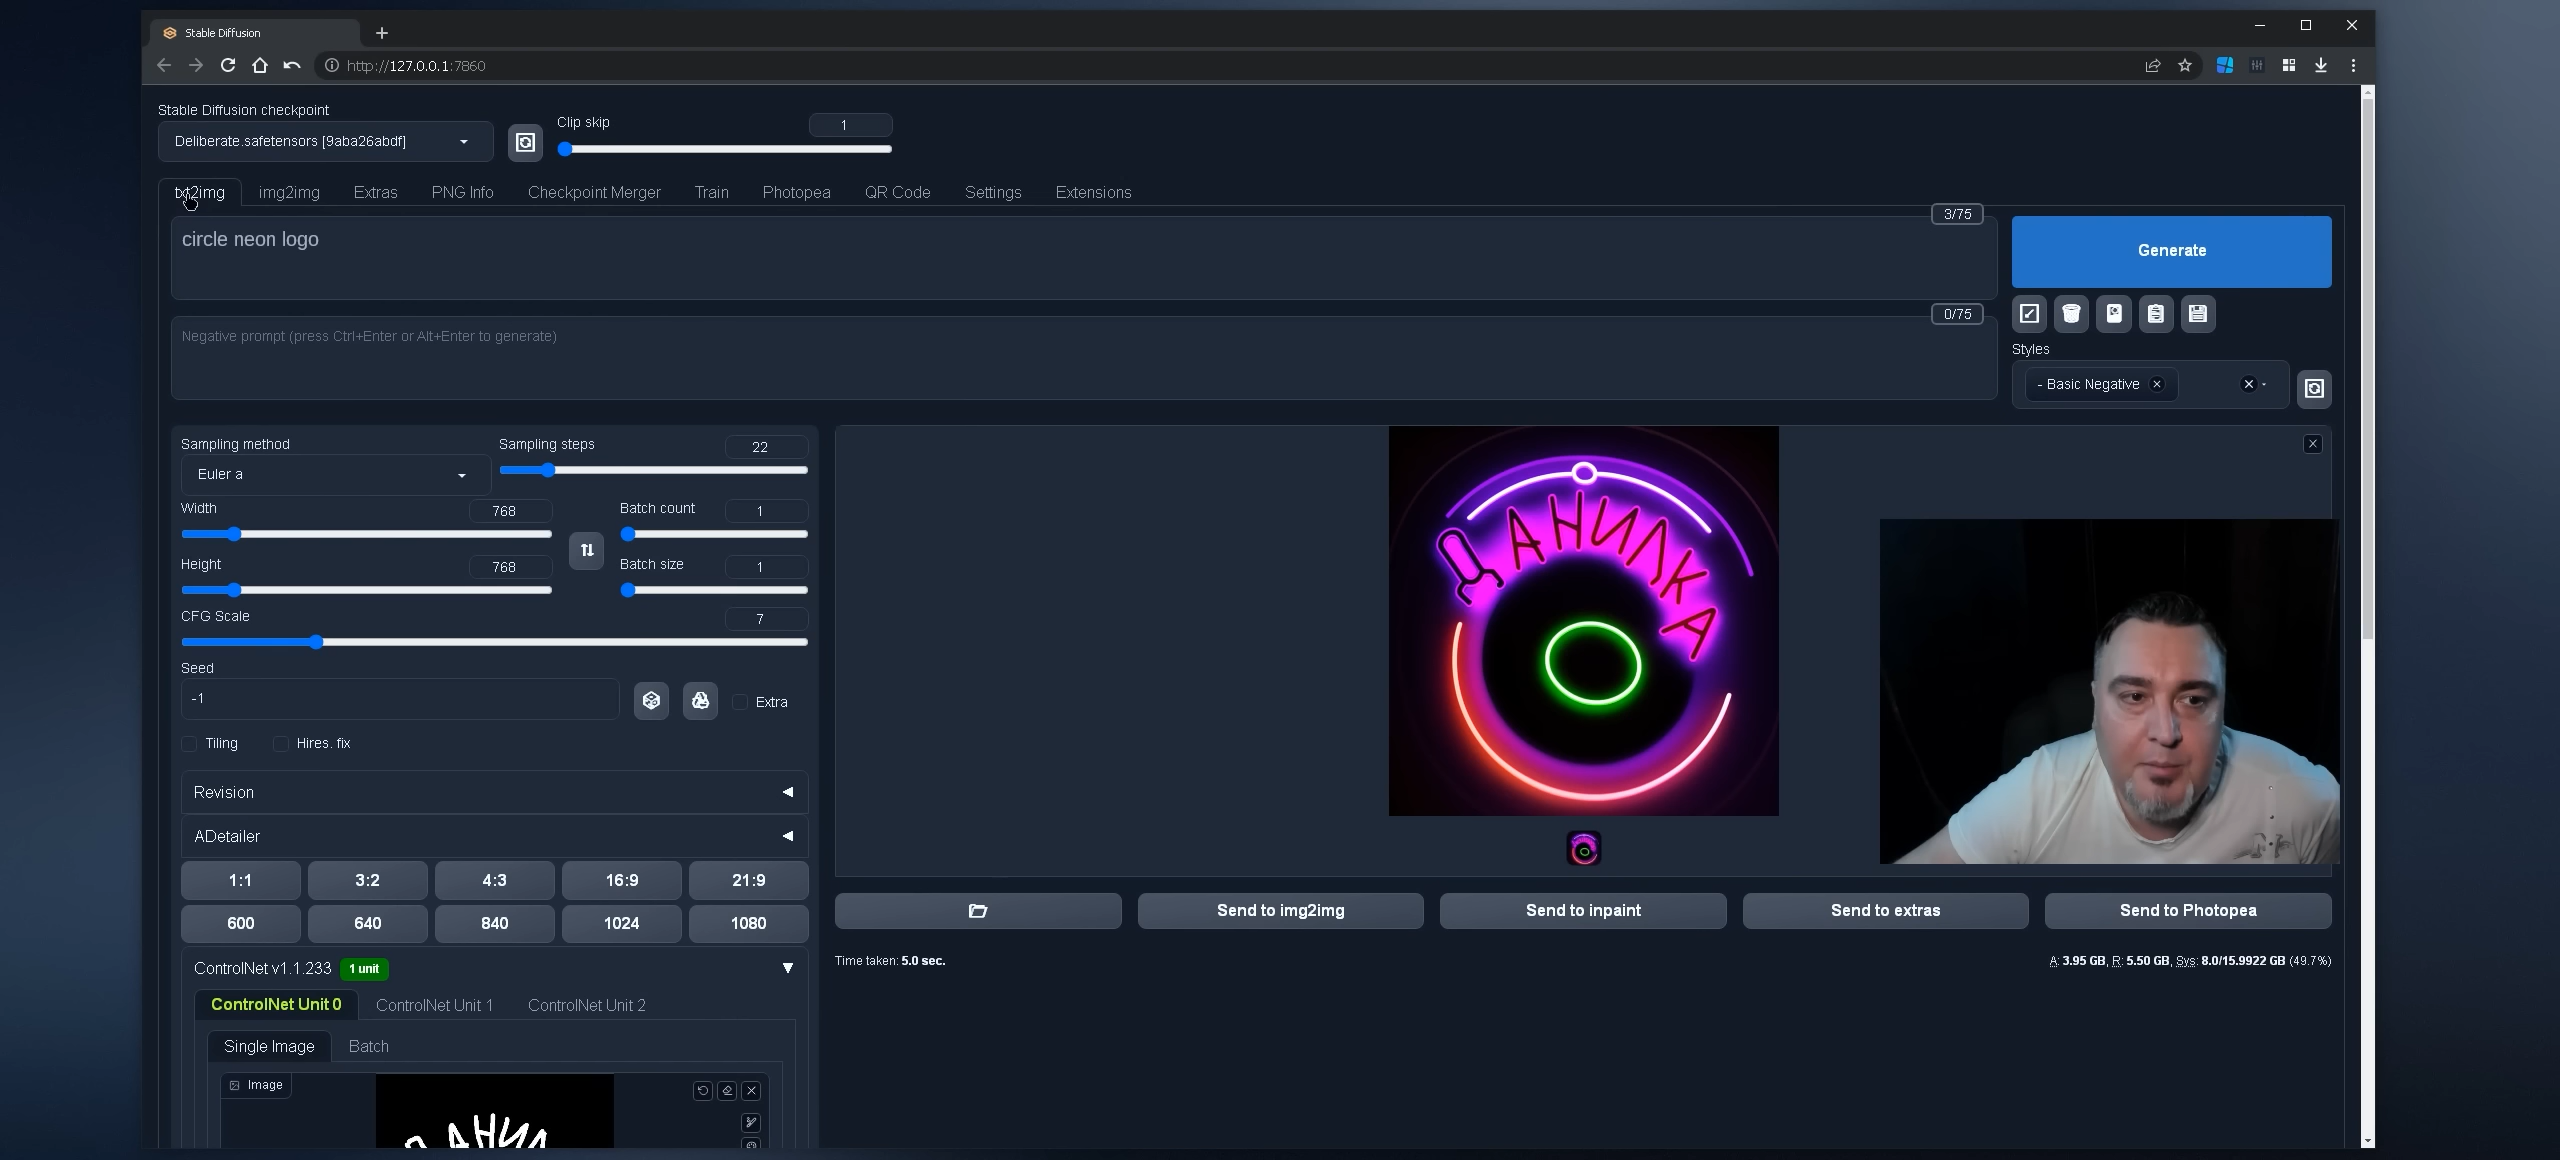 Stable Diffusion
http://127.0.0.1:7860
Stable Diffusion checkpoint
Deliberate.safetensors [9aba26abdf]
Clip skip
1
txt2img
img2img
Extras
PNG Info
Checkpoint Merger
Train
Photopea
QR Code
Settings
Extensions
3/75
circle neon logo
Generate
0/75
Negative prompt (press Ctrl+Enter or Alt+Enter to generate)
Styles
- Basic Negative
Sampling method
Euler a
Sampling steps
22
Width
768
Batch count
1
Height
768
Batch size
1
CFG Scale
7
Seed
-1
Extra
Tiling
Hires. fix
Revision
ADetailer
1:1
3:2
4:3
16:9
21:9
600
640
840
1024
1080
ControlNet v1.1.233
1 unit
ControlNet Unit 0
ControlNet Unit 1
ControlNet Unit 2
Single Image
Batch
Image
ДАНИЛКА
ДАНИЛ
Send to img2img
Send to inpaint
Send to extras
Send to Photopea
Time taken: 5.0 sec.
A: 3.95 GB, R: 5.50 GB, Sys: 8.0/15.9922 GB (49.7%)